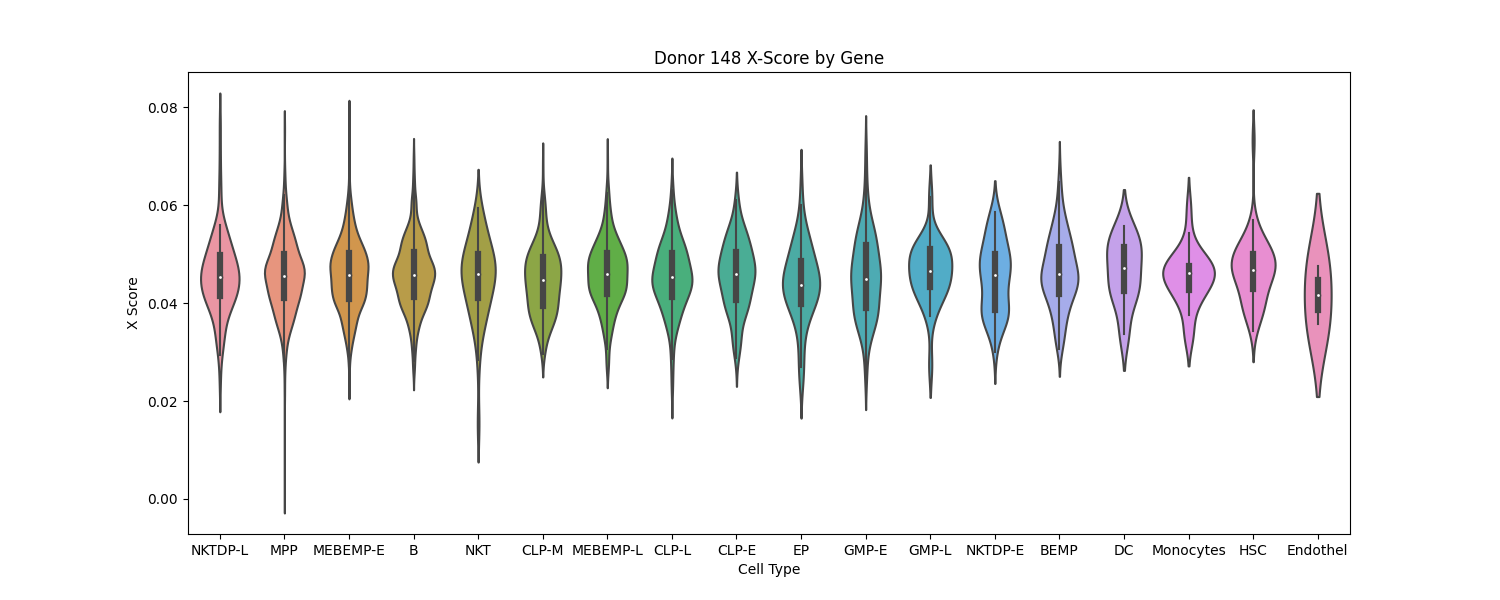 Donor 148 X-Score by Gene
X Score
0.08
0.06
0.04
0.02
0.00
NKTDP-L MPP MEBEMP-E B NKT CLP-M MEBEMP-L CLP-L CLP-E EP GMP-E GMP-L NKTDP-E BEMP DC Monocytes HSC Endothel
Cell Type